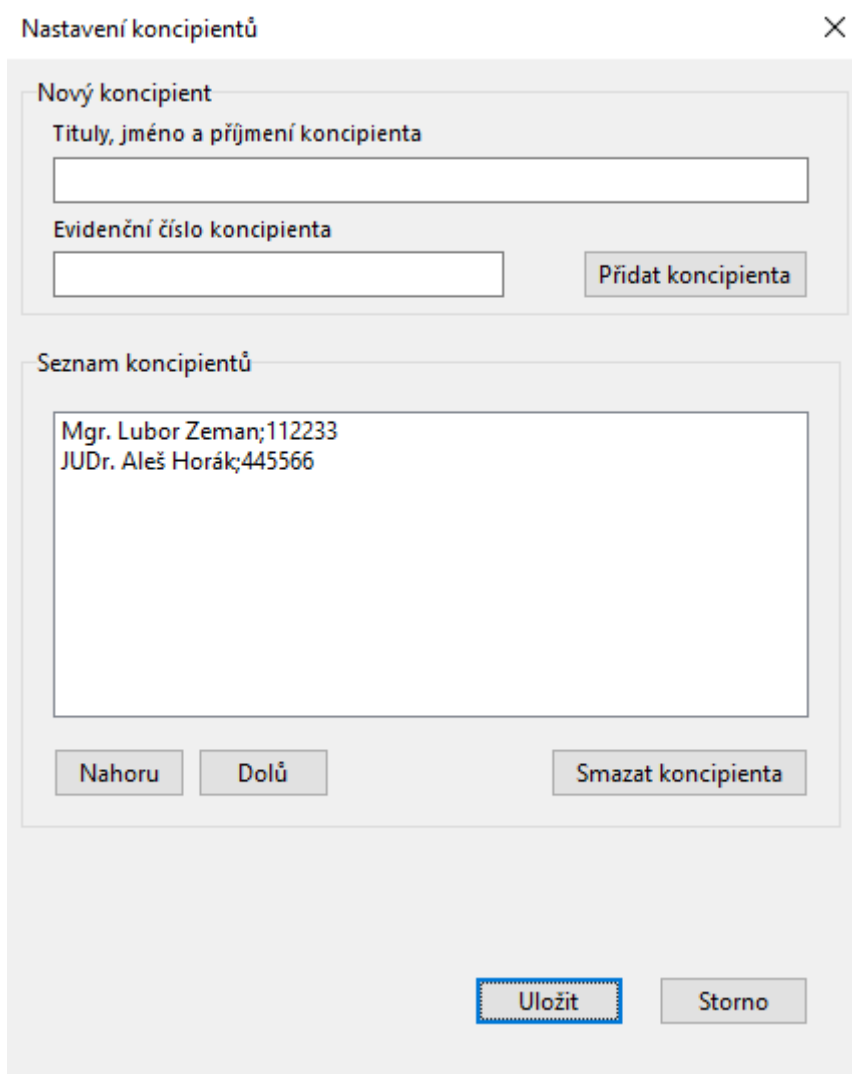 Nastavení koncipientů
Nový koncipient
Tituly, jméno a příjmení koncipienta
Evidenční číslo koncipienta
Přidat koncipienta
Seznam koncipientů
Mgr. Lubor Zeman;112233
JUDr. Aleš Horák;445566
Nahoru Dolů Smazat koncipienta
Uložit Storno